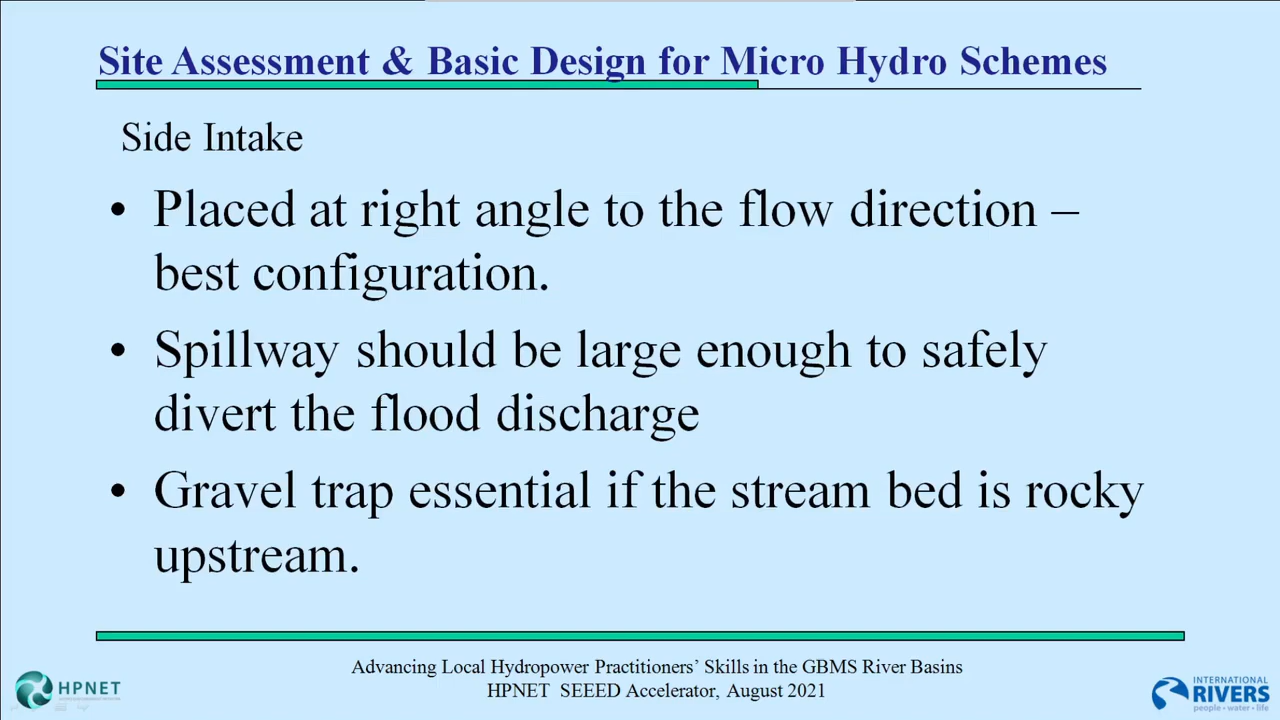 Site Assessment & Basic Design for Micro Hydro Schemes
Side Intake
• Placed at right angle to the flow direction –
best configuration.
• Spillway should be large enough to safely
divert the flood discharge
• Gravel trap essential if the stream bed is rocky
upstream.
Advancing Local Hydropower Practitioners' Skills in the GBMS River Basins
HPNET SEEED Accelerator, August 2021
HPNET
INTERNATIONAL
RIVERS
people • water • life